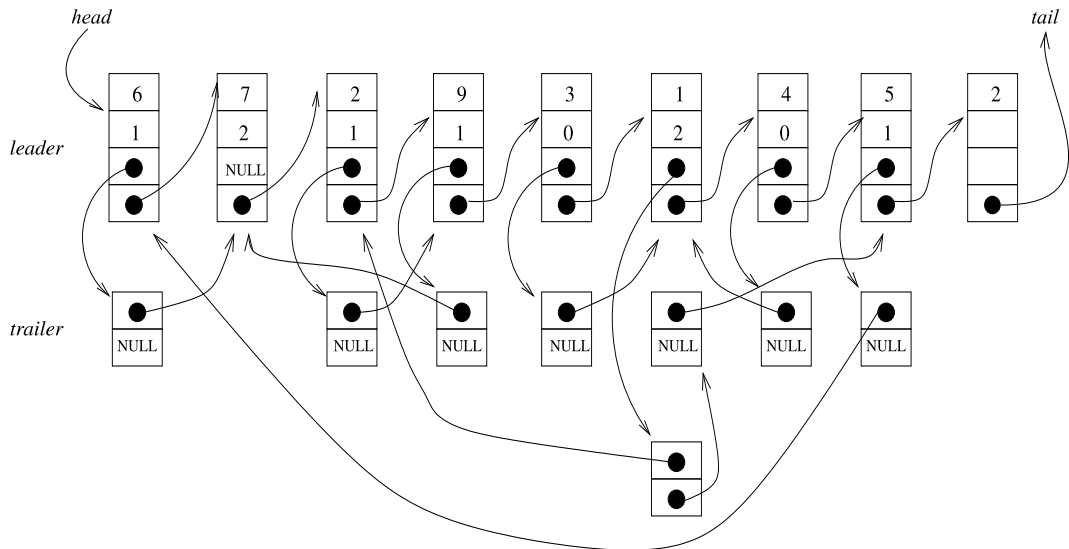 head tail
6 7 2 9 3 1 4 5 2
leader 1 2 1 1 0 2 0 1
NULL
trailer
NULL NULL NULL NULL NULL NULL NULL